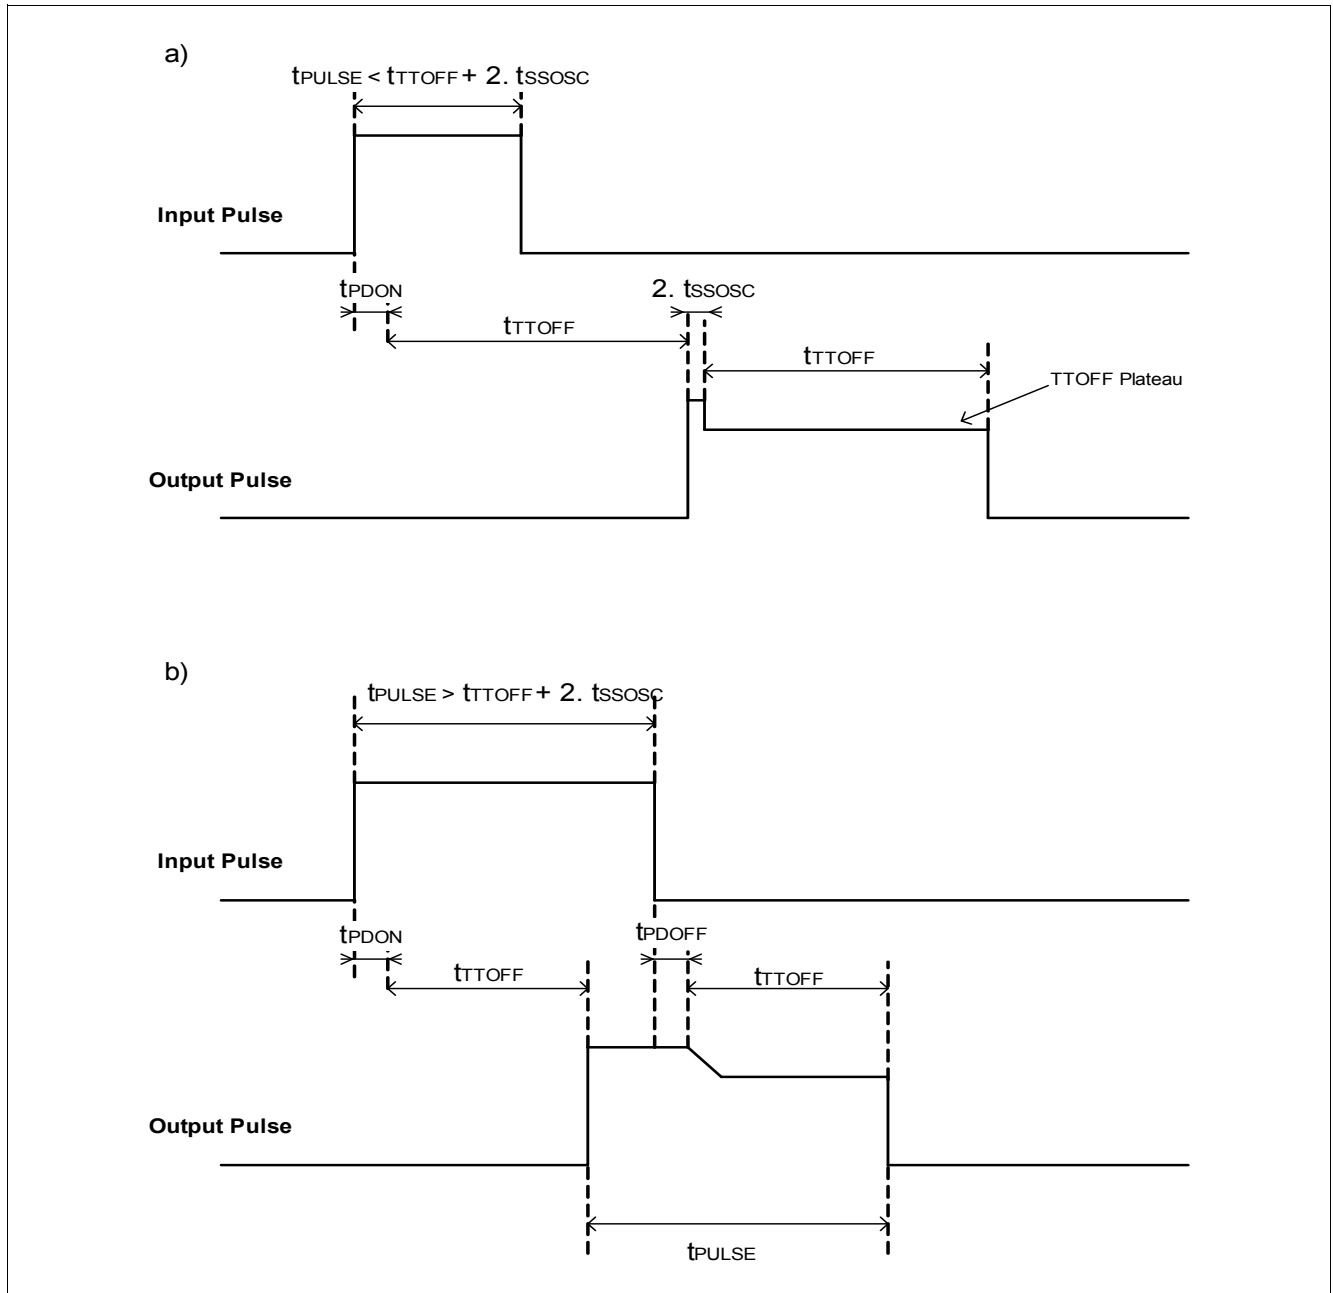 a)
tPULSE < tTTOFF + 2. tSSOSC
Input Pulse
tPDON
2. tSSOSC
tTTOFF
tTTOFF
TTOFF Plateau
Output Pulse
b)
tPULSE > tTTOFF + 2. tSSOSC
Input Pulse
tPDON
tPDOFF
tTTOFF
tTTOFF
Output Pulse
tPULSE